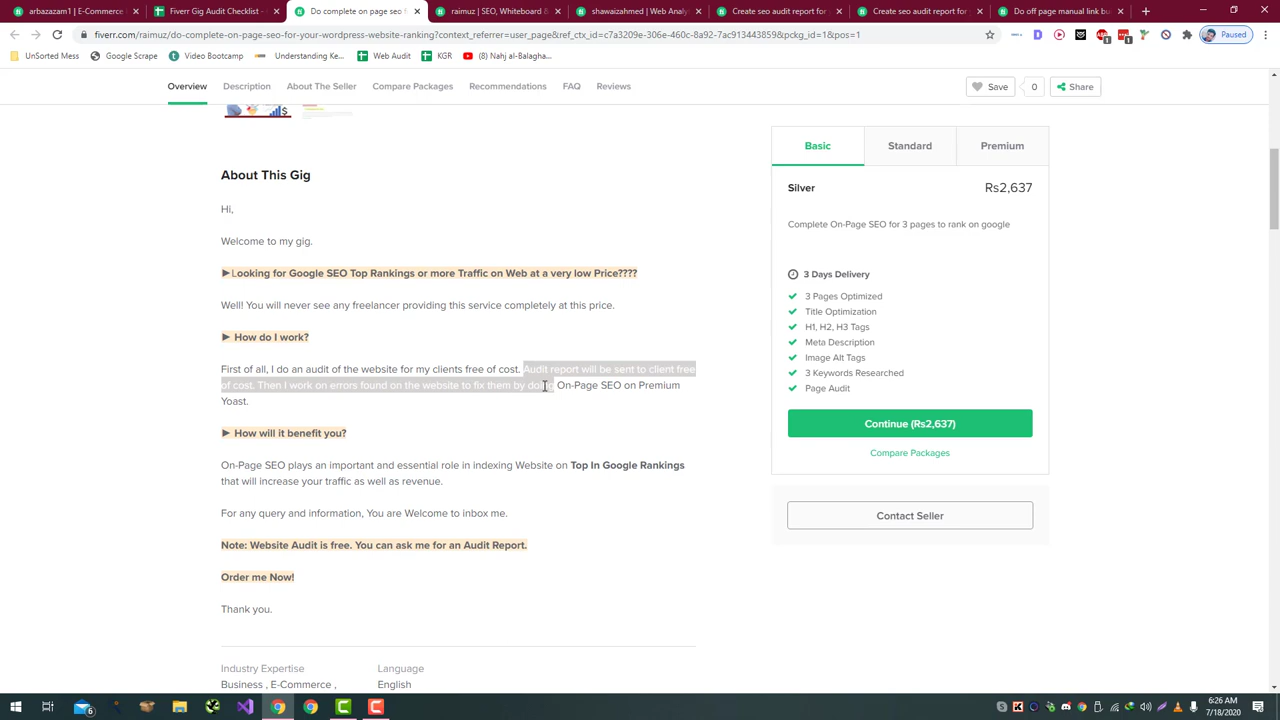 arbazazam1 | E-Commerce
Fiverr Gig Audit Checklist -
Do complete on page seo f
raimuz | SEO, Whiteboard &
shawaizahmed | Web Analy
Create seo audit report for
Create seo audit report for
Do off page manual link bu
fiverr.com/raimuz/do-complete-on-page-seo-for-your-wordpress-website-ranking?context_referrer=user_page&ref_ctx_id=c7a3209e-306e-460c-8a92-7ac913443859&pckg_id=1&pos=1
Paused
UnSorted Mess
Google Scrape
Video Bootcamp
Understanding Ke...
Web Audit
KGR
(8) Nahj al-Balagha...
Overview
Description
About The Seller
Compare Packages
Recommendations
FAQ
Reviews
Save
0
Share
About This Gig
Hi,
Welcome to my gig.
►Looking for Google SEO Top Rankings or more Traffic on Web at a very low Price????
Well! You will never see any freelancer providing this service completely at this price.
► How do I work?
First of all, I do an audit of the website for my clients free of cost. Audit report will be sent to client free
of cost. Then I work on errors found on the website to fix them by doing On-Page SEO on Premium
Yoast.
► How will it benefit you?
On-Page SEO plays an important and essential role in indexing Website on Top In Google Rankings
that will increase your traffic as well as revenue.
For any query and information, You are Welcome to inbox me.
Note: Website Audit is free. You can ask me for an Audit Report.
Order me Now!
Thank you.
Industry Expertise
Language
Business , E-Commerce ,
English
Basic
Standard
Premium
Silver
Rs2,637
Complete On-Page SEO for 3 pages to rank on google
3 Days Delivery
3 Pages Optimized
Title Optimization
H1, H2, H3 Tags
Meta Description
Image Alt Tags
3 Keywords Researched
Page Audit
Continue (Rs2,637)
Compare Packages
Contact Seller
6:26 AM
7/18/2020